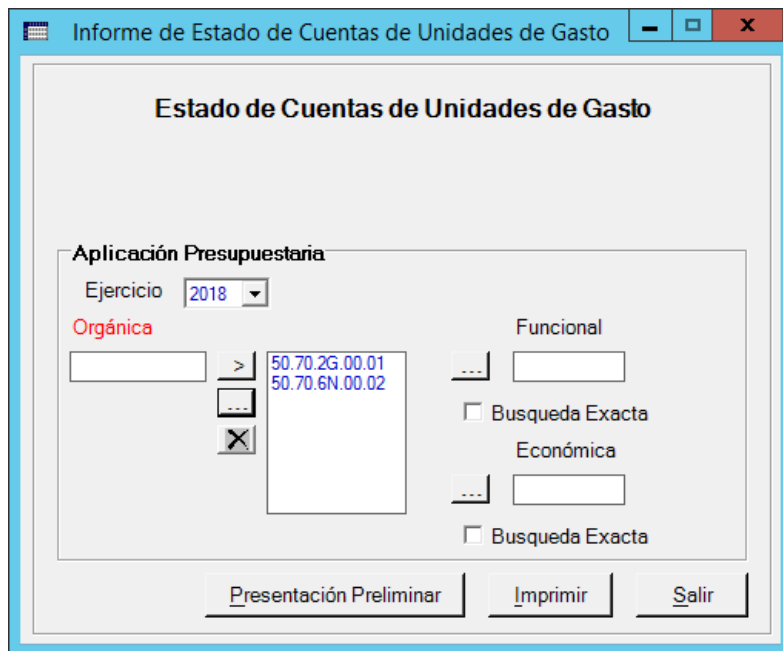 Informe de Estado de Cuentas de Unidades de Gasto
Estado de Cuentas de Unidades de Gasto
Aplicación Presupuestaria
Ejercicio 2018
Orgánica Funcional
> 50.70.2G.00.01 ...
... 50.70.6N.00.02
Busqueda Exacta
Económica
...
Busqueda Exacta
Presentación Preliminar Imprimir Salir